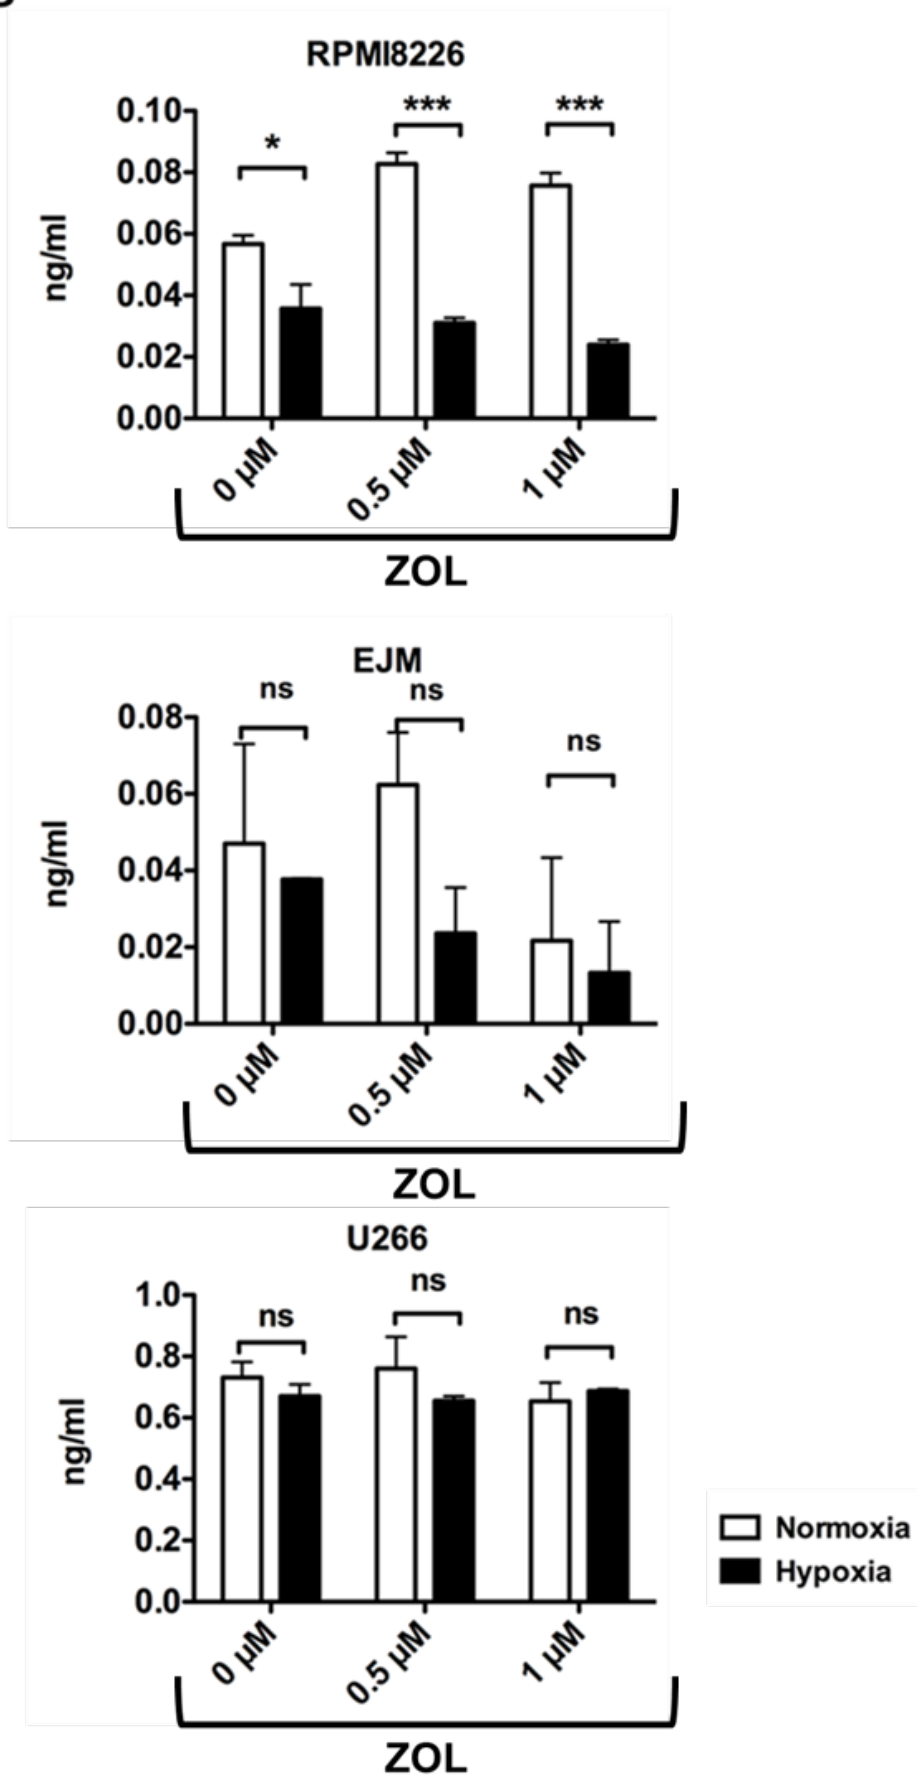 RPMI8226
* *** ***
0.10
0.08
0.06
0.04
0.02
0.00
ng/ml
0 µM 0.5 µM 1 µM
ZOL
EJM
ns ns ns
0.08
0.06
0.04
0.02
0.00
ng/ml
0 µM 0.5 µM 1 µM
ZOL
U266
ns ns ns
1.0
0.8
0.6
0.4
0.2
0.0
ng/ml
0 µM 0.5 µM 1 µM
ZOL
Normoxia
Hypoxia